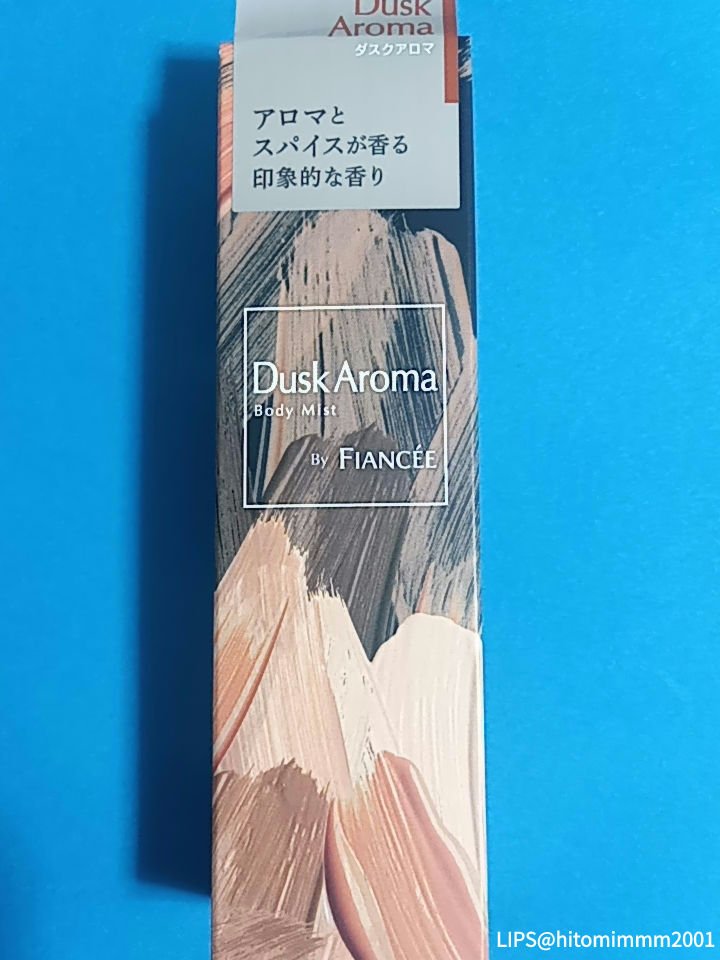 Dusk
Aroma
ダスクアロマ
アロマと
スパイスが香る
印象的な香り
Dusk Aroma
Body Mist
By FIANCÉE
LIPS@hitomimmm2001